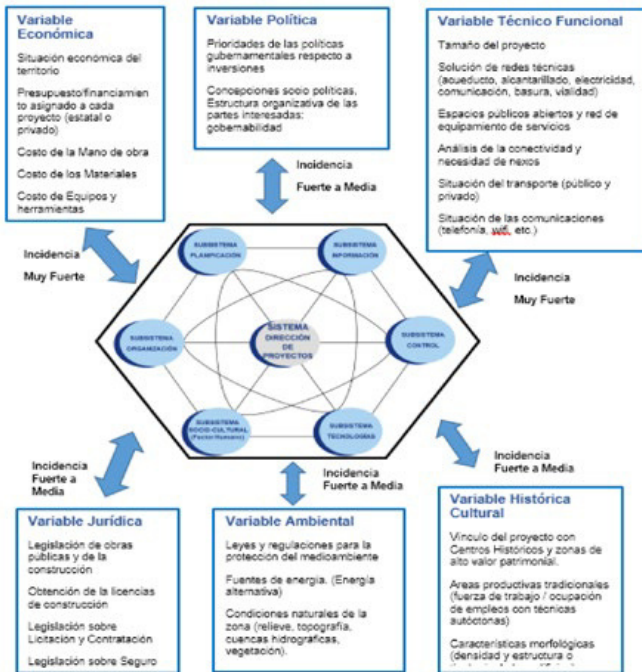 Variable
Económica
Situación económica del
territorio
Presupuesto/financiamien
to asignado a cada
proyecto (estatal o
privado)
Costo de la Mano de obra
Costo de los Materiales
Costo de Equipos y
herramientas
Variable Política
Prioridades de las políticas
gubernamentales respecto a
inversiones
Concepciones socio políticas.
Estructura organizativa de las
partes interesadas:
gobernabilidad
Variable Técnico Funcional
Tamaño del proyecto
Solución de redes técnicas
(acueducto, alcantarillado, electricidad,
comunicación, basura, vialidad)
Espacios públicos abiertos y red de
equipamiento de servicios
Análisis de la conectividad y
necesidad de nexos
Situación del transporte (público y
privado)
Situación de las comunicaciones
(telefonía, wifi, etc.)
Incidencia
Fuerte a Media
Incidencia
Muy Fuerte
Incidencia
Muy Fuerte
SUBSISTEMA
PLANIFICACIÓN
SUBSISTEMA
INFORMACIÓN
SUBSISTEMA
ORGANIZACIÓN
SISTEMA
DIRECCIÓN
DE
PROYECTOS
SUBSISTEMA
CONTROL
SUBSISTEMA
SOCIO-CULTURAL
(Factor Humano)
SUBSISTEMA
TECNOLOGÍAS
Incidencia
Fuerte a
Media
Incidencia
Fuerte a Media
Incidencia
Fuerte a Media
Variable Jurídica
Legislación de obras
públicas y de la
construcción
Obtención de la licencias
de construcción
Legislación sobre
Licitación y Contratación
Legislación sobre Seguro
Variable Ambiental
Leyes y regulaciones para la
protección del medioambiente
Fuentes de energía. (Energía
alternativa)
Condiciones naturales de la
zona (relieve, topografía,
cuencas hidrográficas,
vegetación).
Variable Histórica
Cultural
Vinculo del proyecto con
Centros Históricos y zonas de
alto valor patrimonial.
Areas productivas tradicionales
(fuerza de trabajo / ocupación
de empleos con técnicas
autóctonas)
Características morfológicas
(densidad y estructura o